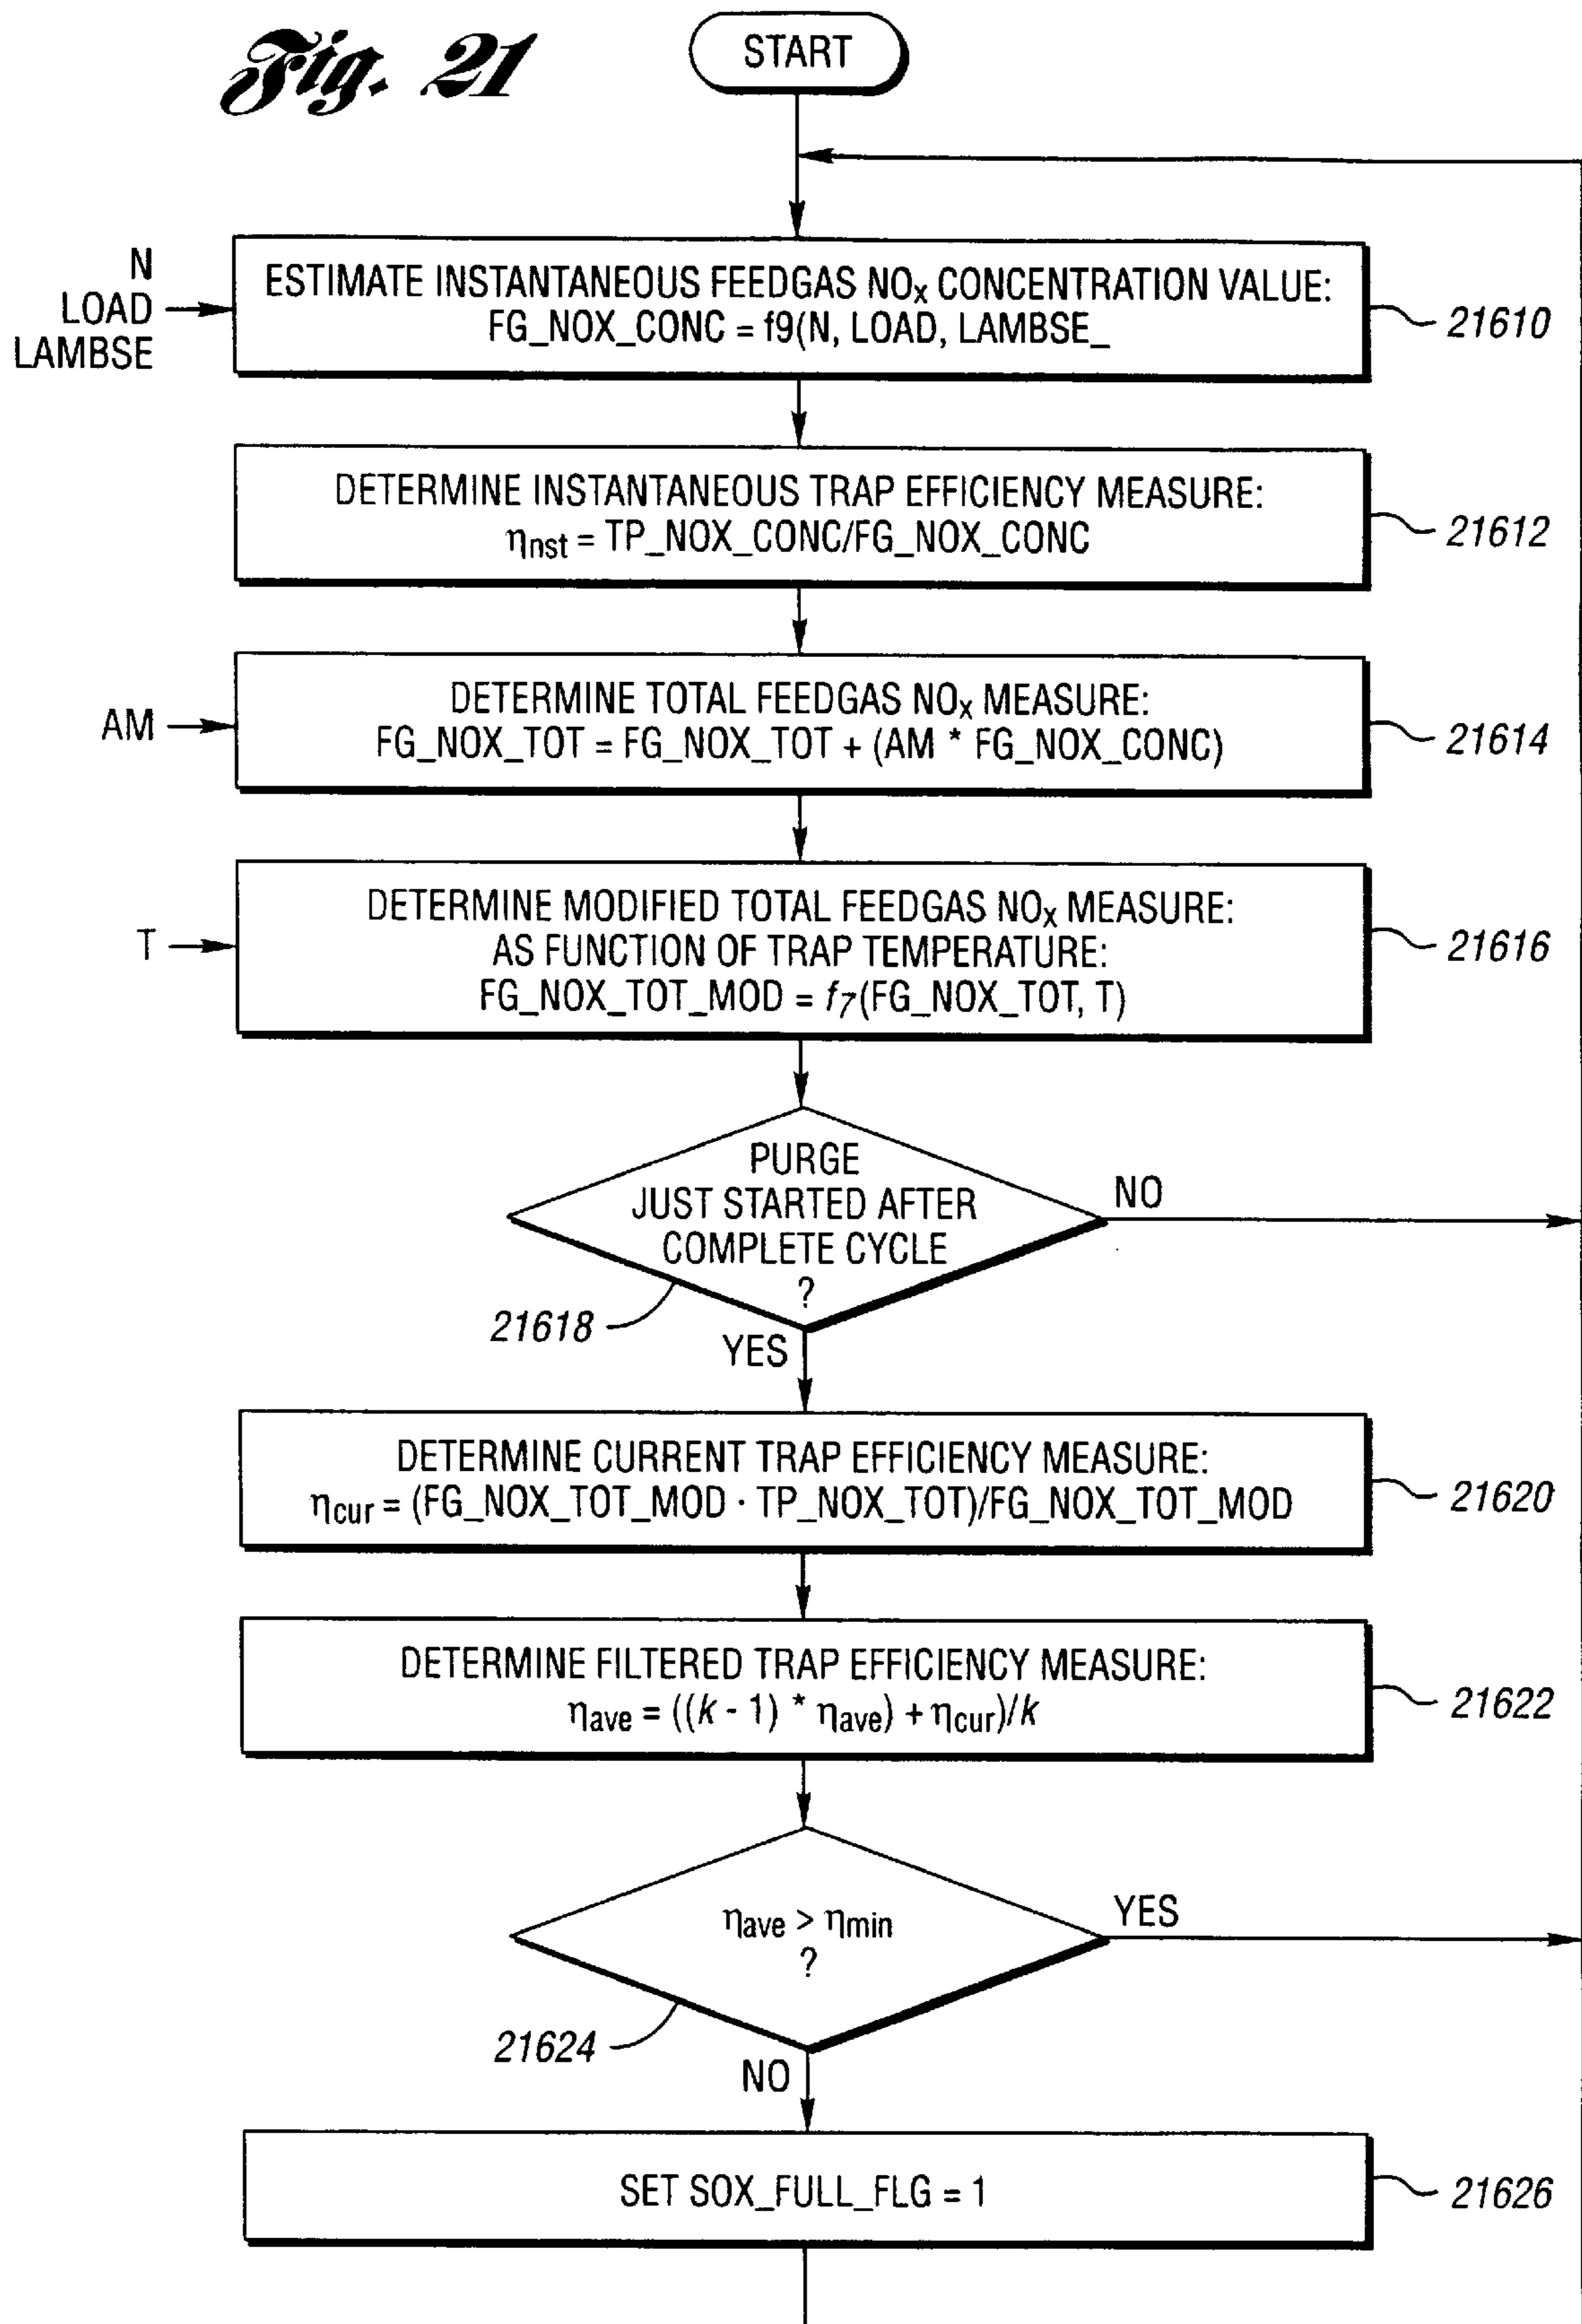 Fig. 21
START
N
LOAD
LAMBSE
ESTIMATE INSTANTANEOUS FEEDGAS NOx CONCENTRATION VALUE:
FG_NOX_CONC = f9(N, LOAD, LAMBSE_
21610
DETERMINE INSTANTANEOUS TRAP EFFICIENCY MEASURE:
ηnst = TP_NOX_CONC/FG_NOX_CONC
21612
AM
DETERMINE TOTAL FEEDGAS NOx MEASURE:
FG_NOX_TOT = FG_NOX_TOT + (AM * FG_NOX_CONC)
21614
T
DETERMINE MODIFIED TOTAL FEEDGAS NOx MEASURE:
AS FUNCTION OF TRAP TEMPERATURE:
FG_NOX_TOT_MOD = f7(FG_NOX_TOT, T)
21616
PURGE
JUST STARTED AFTER
COMPLETE CYCLE
?
NO
21618
YES
DETERMINE CURRENT TRAP EFFICIENCY MEASURE:
ηcur = (FG_NOX_TOT_MOD · TP_NOX_TOT)/FG_NOX_TOT_MOD
21620
DETERMINE FILTERED TRAP EFFICIENCY MEASURE:
ηave = ((k - 1) * ηave) + ηcur)/k
21622
ηave > ηmin
?
YES
21624
NO
SET SOX_FULL_FLG = 1
21626